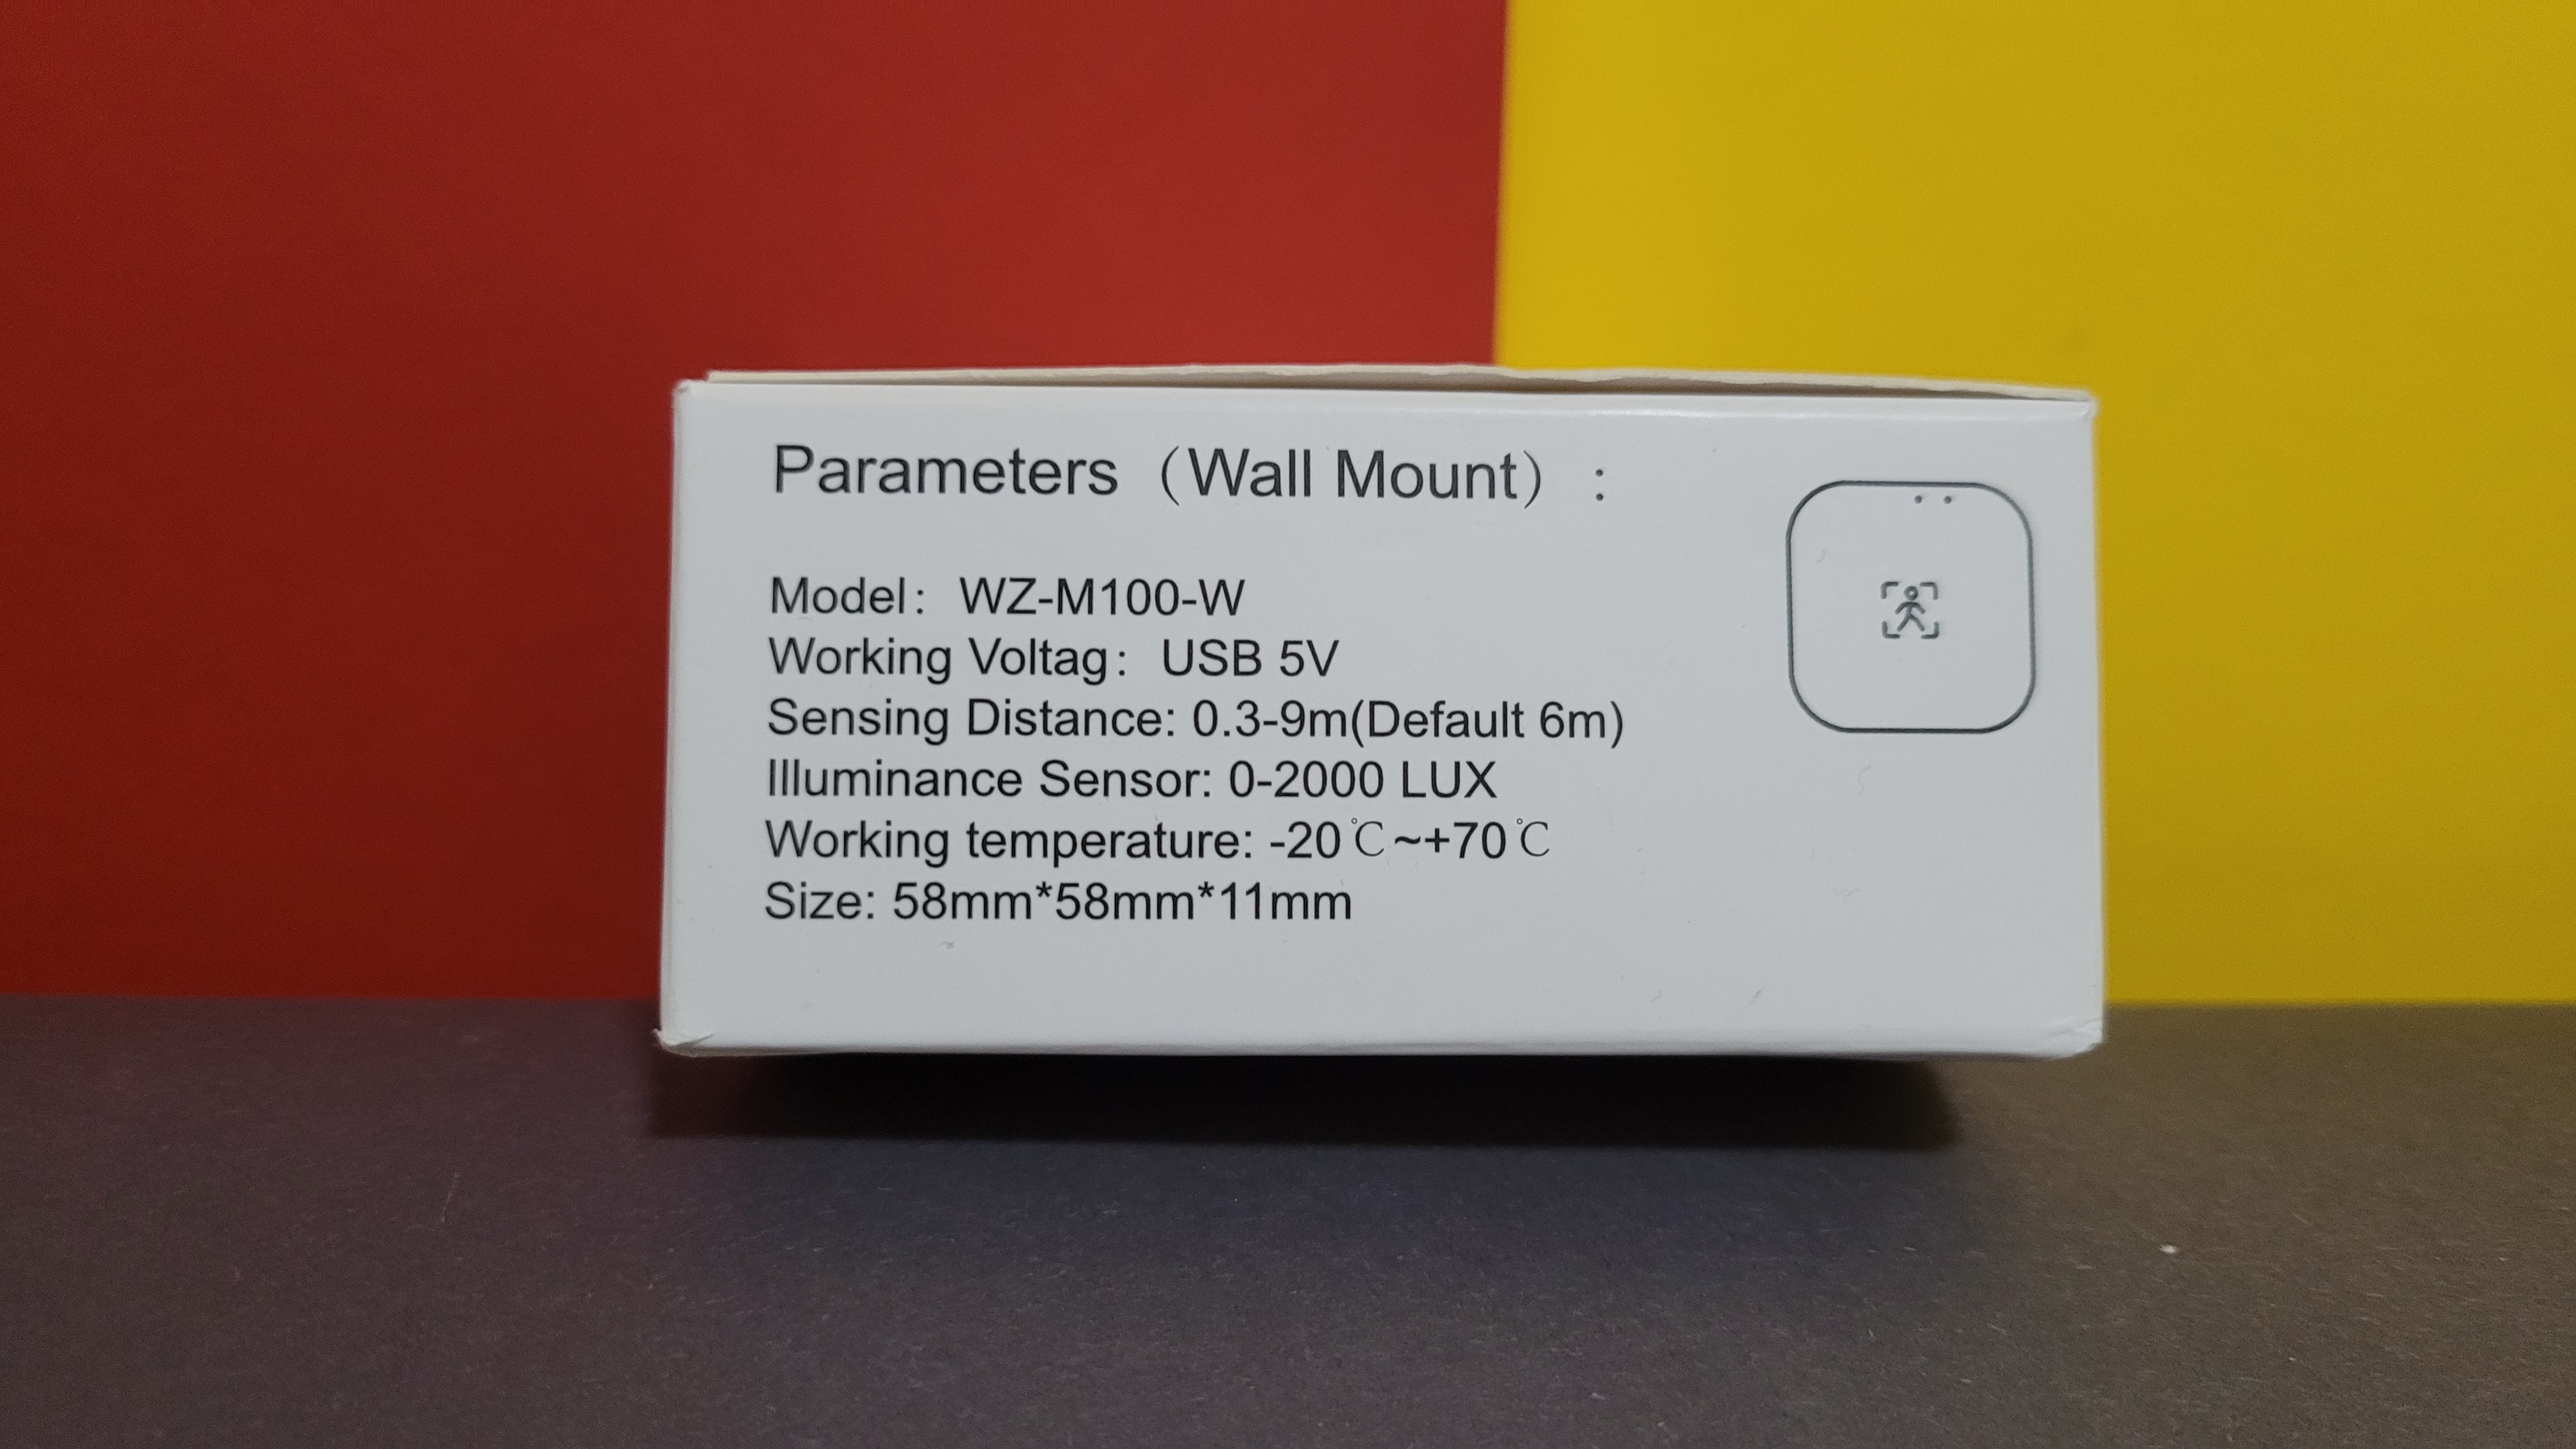 Parameters（Wall Mount）:
Model： WZ-M100-W
Working Voltag： USB 5V
Sensing Distance: 0.3-9m(Default 6m)
Illuminance Sensor: 0-2000 LUX
Working temperature: -20℃~+70℃
Size: 58mm*58mm*11mm